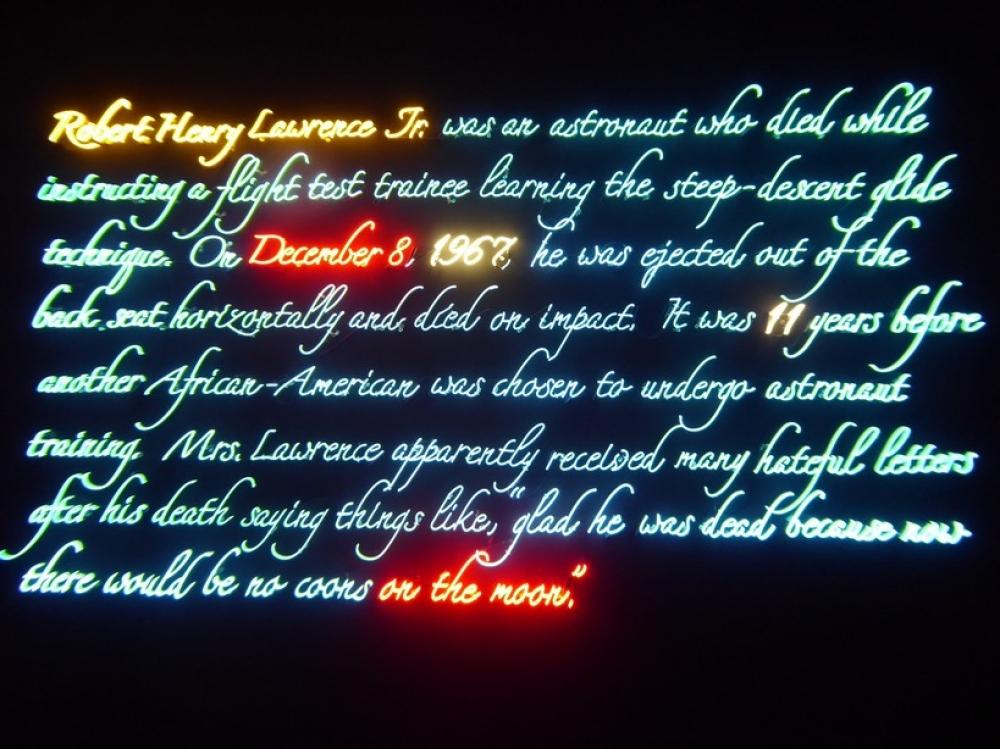 Robert Henry Lawrence Jr. was an astronaut who died while
instructing a flight test trainee learning the steep-descent glide
technique. On December 8, 1967, he was ejected out of the
back seat horizontally and died on impact. It was 11 years before
another African-American was chosen to undergo astronaut
training. Mrs. Lawrence apparently received many hateful letters
after his death saying things like, "glad he was dead because now
there would be no coons on the moon."